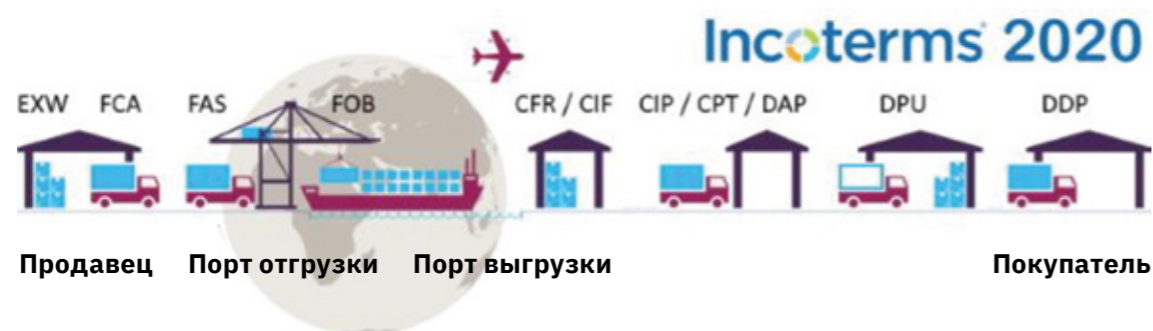 Incoterms 2020
EXW FCA FAS FOB CFR / CIF CIP / CPT / DAP DPU DDP
Продавец Порт отгрузки Порт выгрузки Покупатель